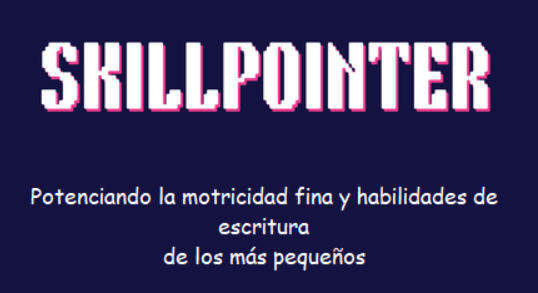 SKILLPOINTER
Potenciando la motricidad fina y habilidades de
escritura
de los más pequeños